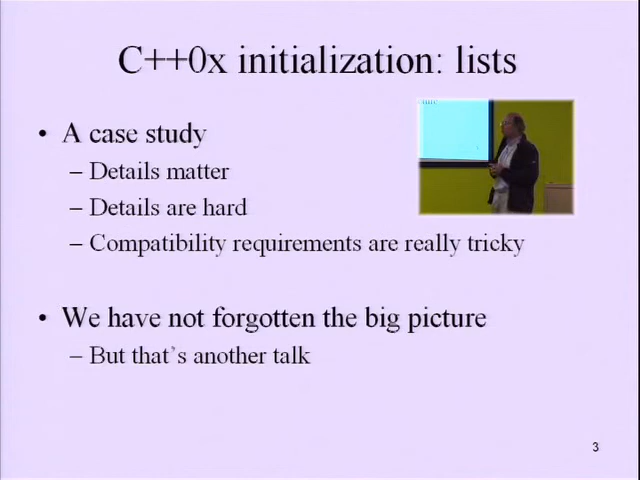 C++0x initialization: lists
• A case study
– Details matter
– Details are hard
– Compatibility requirements are really tricky
• We have not forgotten the big picture
– But that's another talk
3